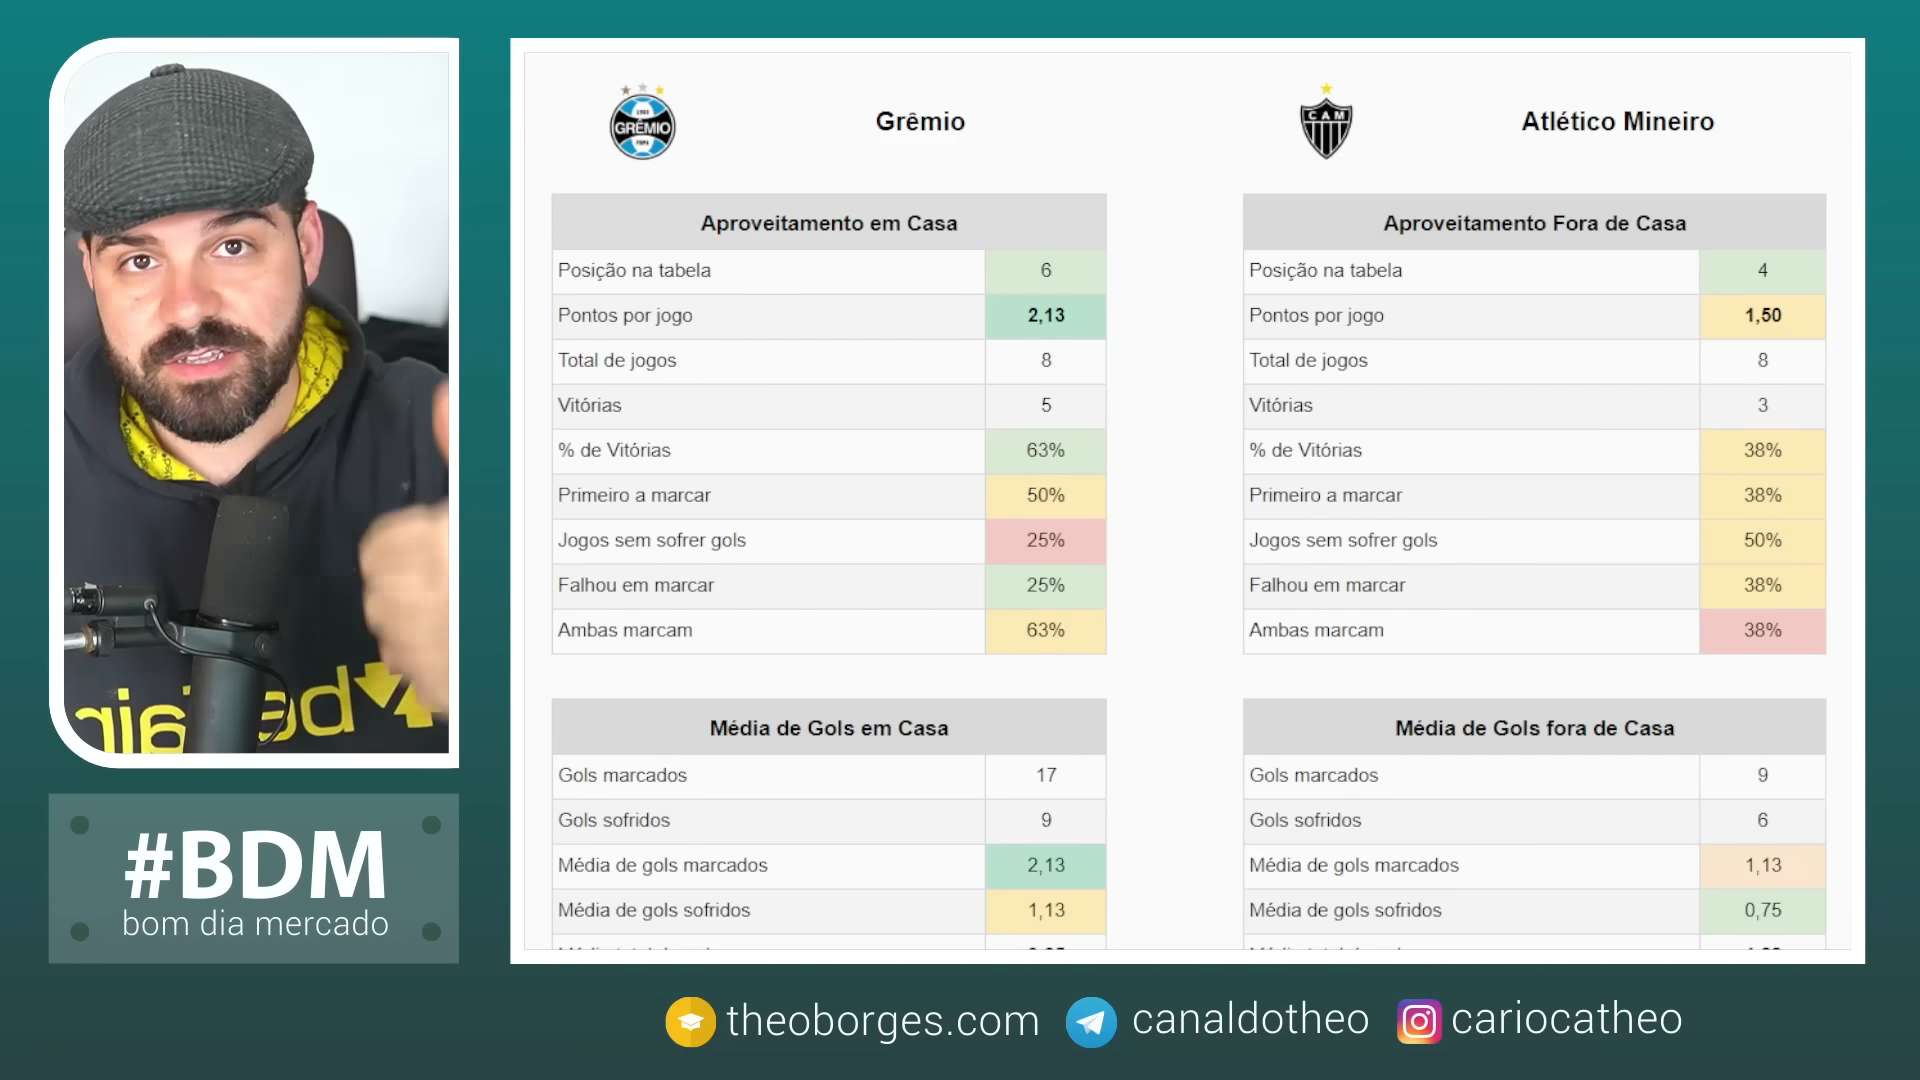 Grêmio
Atlético Mineiro
GRÊMIO
CAM
Aproveitamento em Casa
Posição na tabela 6
Pontos por jogo 2,13
Total de jogos 8
Vitórias 5
% de Vitórias 63%
Primeiro a marcar 50%
Jogos sem sofrer gols 25%
Falhou em marcar 25%
Ambas marcam 63%
Aproveitamento Fora de Casa
Posição na tabela 4
Pontos por jogo 1,50
Total de jogos 8
Vitórias 3
% de Vitórias 38%
Primeiro a marcar 38%
Jogos sem sofrer gols 50%
Falhou em marcar 38%
Ambas marcam 38%
Média de Gols em Casa
Gols marcados 17
Gols sofridos 9
Média de gols marcados 2,13
Média de gols sofridos 1,13
Média de Gols fora de Casa
Gols marcados 9
Gols sofridos 6
Média de gols marcados 1,13
Média de gols sofridos 0,75
#BDM
bom dia mercado
theoborges.com
canaldotheo
cariocatheo